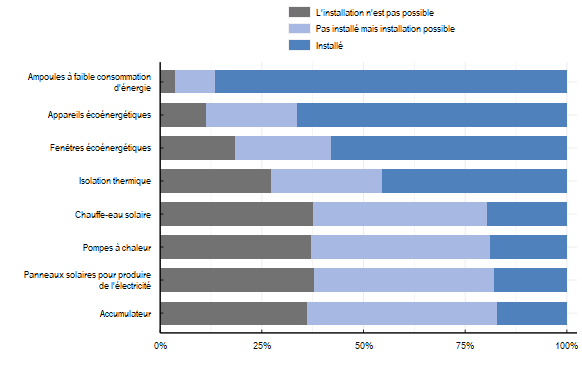 L'installation n'est pas possible
Pas installé mais installation possible
Installé
Ampoules à faible consommation
d'énergie
Appareils écoénergétiques
Fenêtres écoénergétiques
Isolation thermique
Chauffe-eau solaire
Pompes à chaleur
Panneaux solaires pour produire
de l'électricité
Accumulateur
0% 25% 50% 75% 100%